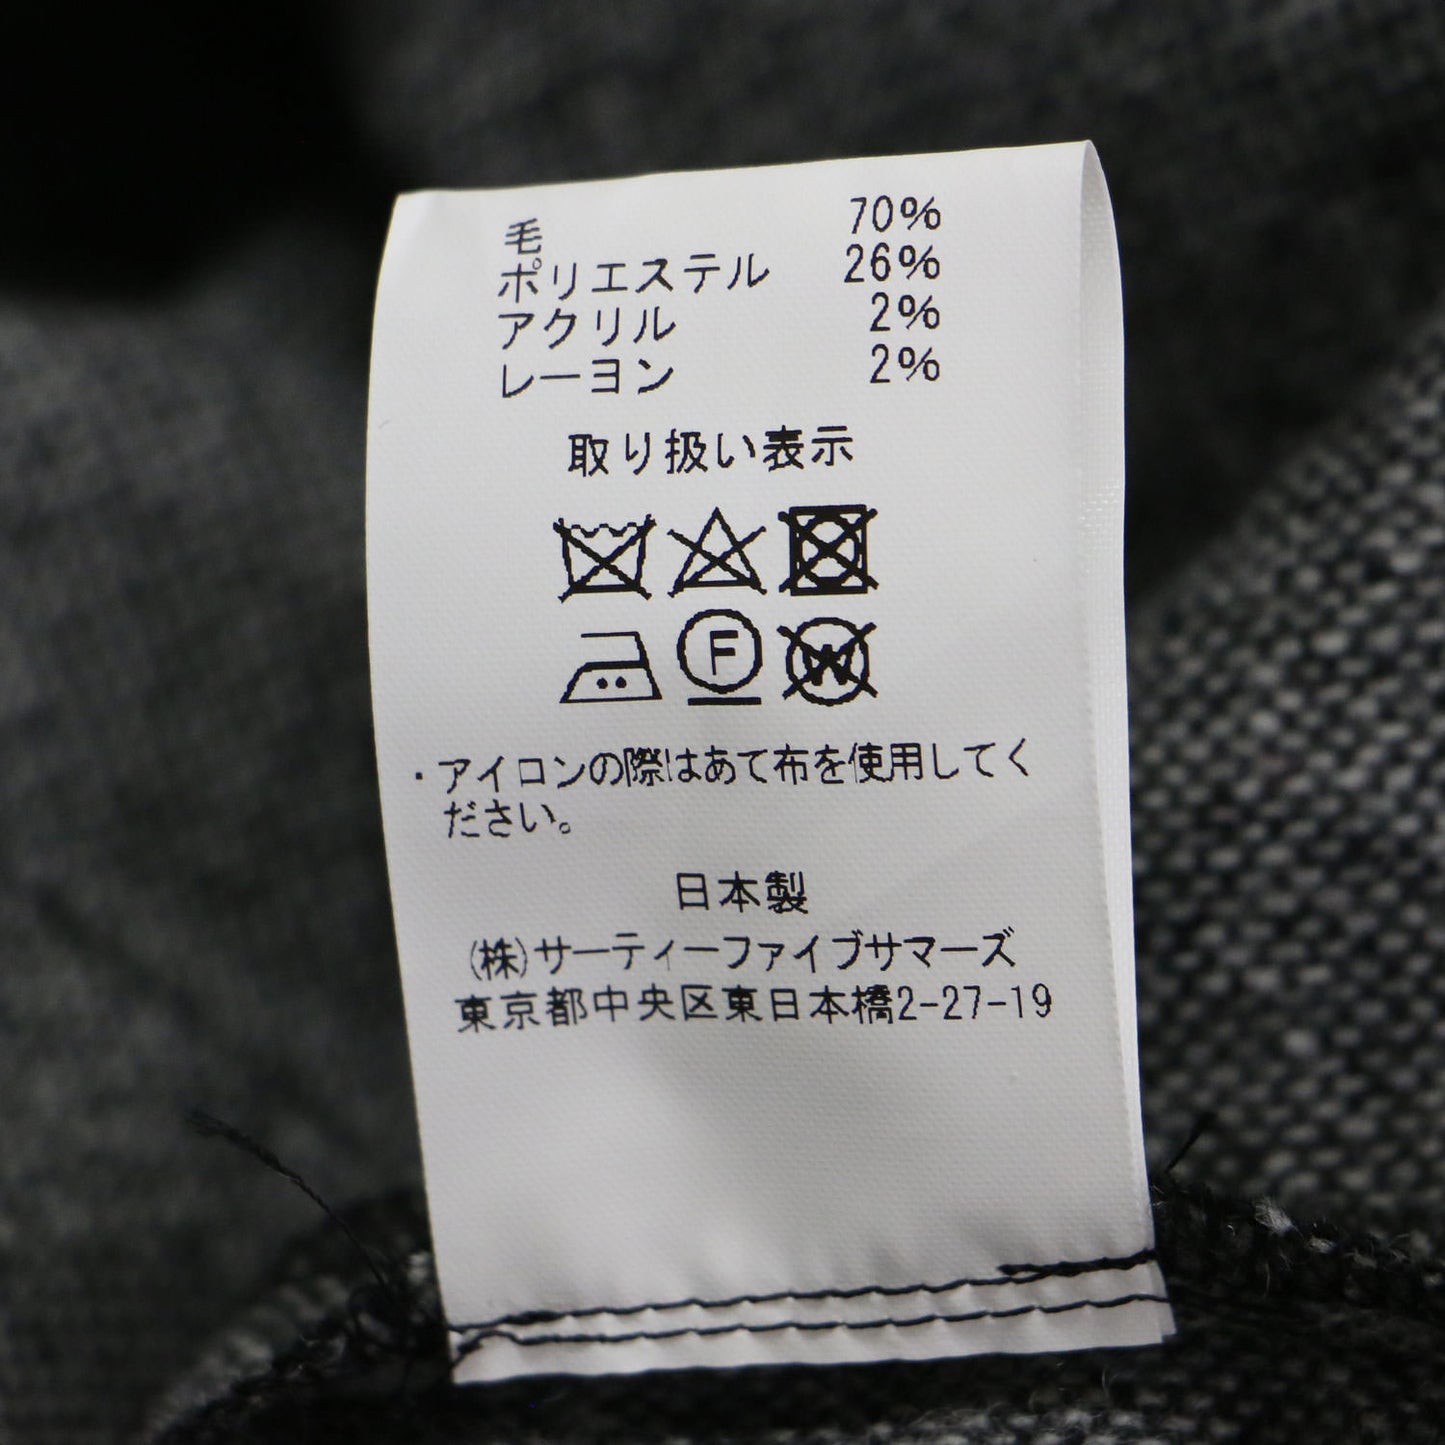 毛 70%
ポリエステル 26%
アクリル 2%
レーヨン 2%
取り扱い表示
F
W
・アイロンの際はあて布を使用してく
ださい。
日本製
(株)サーティーファイブサマーズ
東京都中央区東日本橋2-27-19